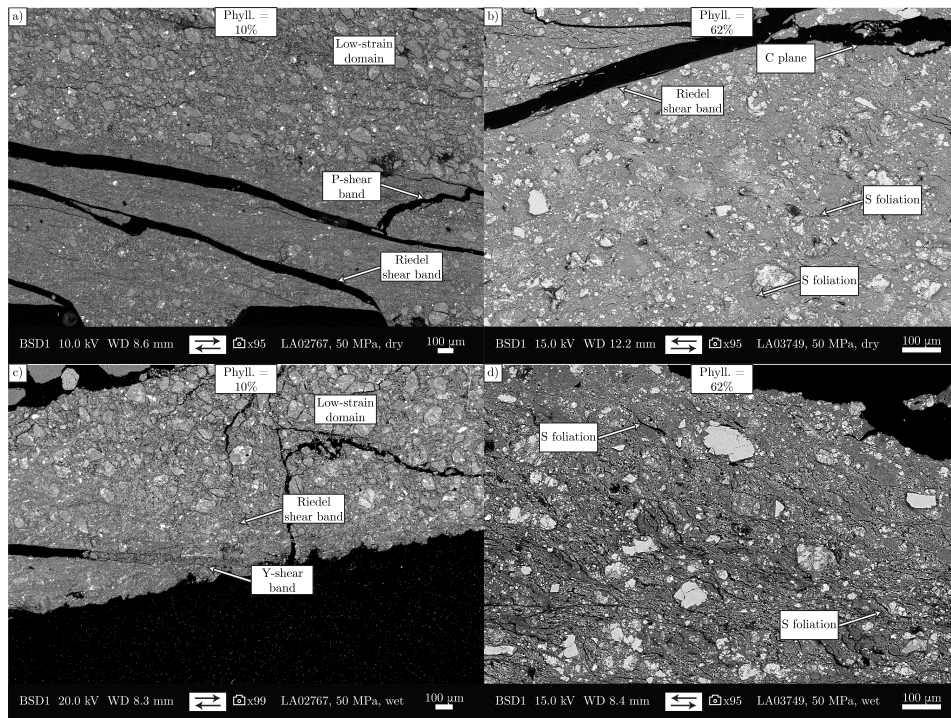 a)
Phyll. =
10%
Low-strain
domain
P-shear
band
Riedel
shear band
BSD1 10.0 kV WD 8.6 mm x95 LA02767, 50 MPa, dry 100 μm
b)
Phyll. =
62%
C plane
Riedel
shear band
S foliation
S foliation
BSD1 15.0 kV WD 12.2 mm x95 LA03749, 50 MPa, dry 100 μm
c)
Phyll. =
10%
Low-strain
domain
Riedel
shear band
Y-shear
band
BSD1 20.0 kV WD 8.3 mm x99 LA02767, 50 MPa, wet 100 μm
d)
Phyll. =
62%
S foliation
S foliation
BSD1 15.0 kV WD 8.4 mm x95 LA03749, 50 MPa, wet 100 μm